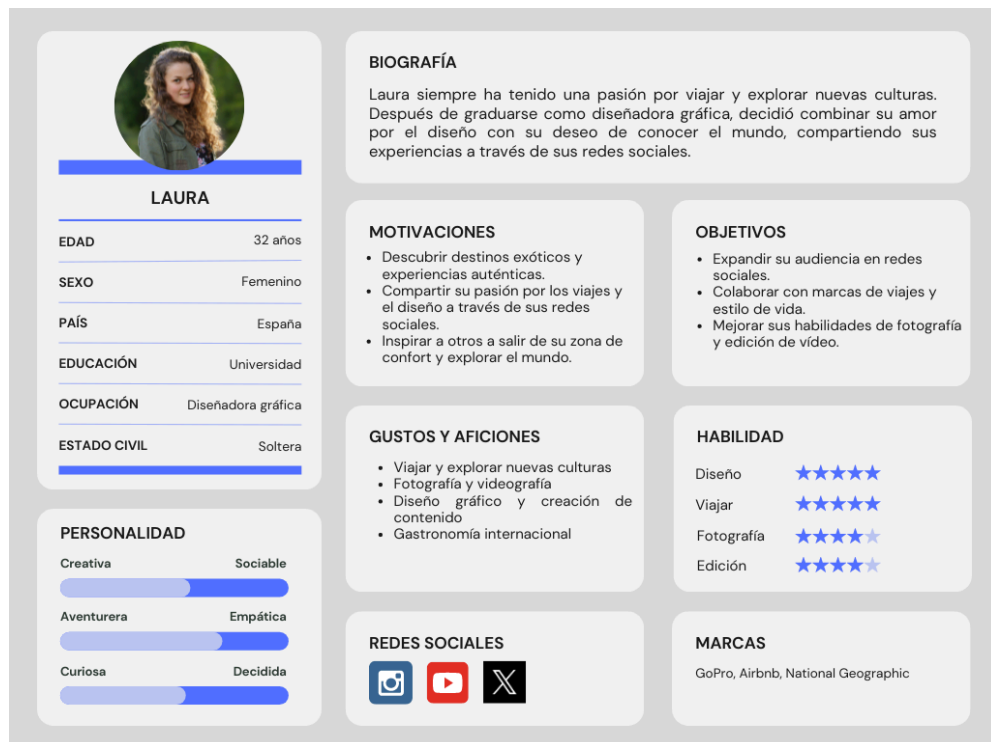 LAURA
EDAD 32 años
SEXO Femenino
PAÍS España
EDUCACIÓN Universidad
OCUPACIÓN Diseñadora gráfica
ESTADO CIVIL Soltera
PERSONALIDAD
Creativa Sociable
Aventurera Empática
Curiosa Decidida
BIOGRAFÍA
Laura siempre ha tenido una pasión por viajar y explorar nuevas culturas.
Después de graduarse como diseñadora gráfica, decidió combinar su amor
por el diseño con su deseo de conocer el mundo, compartiendo sus
experiencias a través de sus redes sociales.
MOTIVACIONES
• Descubrir destinos exóticos y
experiencias auténticas.
• Compartir su pasión por los viajes y
el diseño a través de sus redes
sociales.
• Inspirar a otros a salir de su zona de
confort y explorar el mundo.
OBJETIVOS
• Expandir su audiencia en redes
sociales.
• Colaborar con marcas de viajes y
estilo de vida.
• Mejorar sus habilidades de fotografía
y edición de vídeo.
GUSTOS Y AFICIONES
• Viajar y explorar nuevas culturas
• Fotografía y videografía
• Diseño gráfico y creación de
contenido
• Gastronomía internacional
HABILIDAD
Diseño
Viajar
Fotografía
Edición
REDES SOCIALES
MARCAS
GoPro, Airbnb, National Geographic